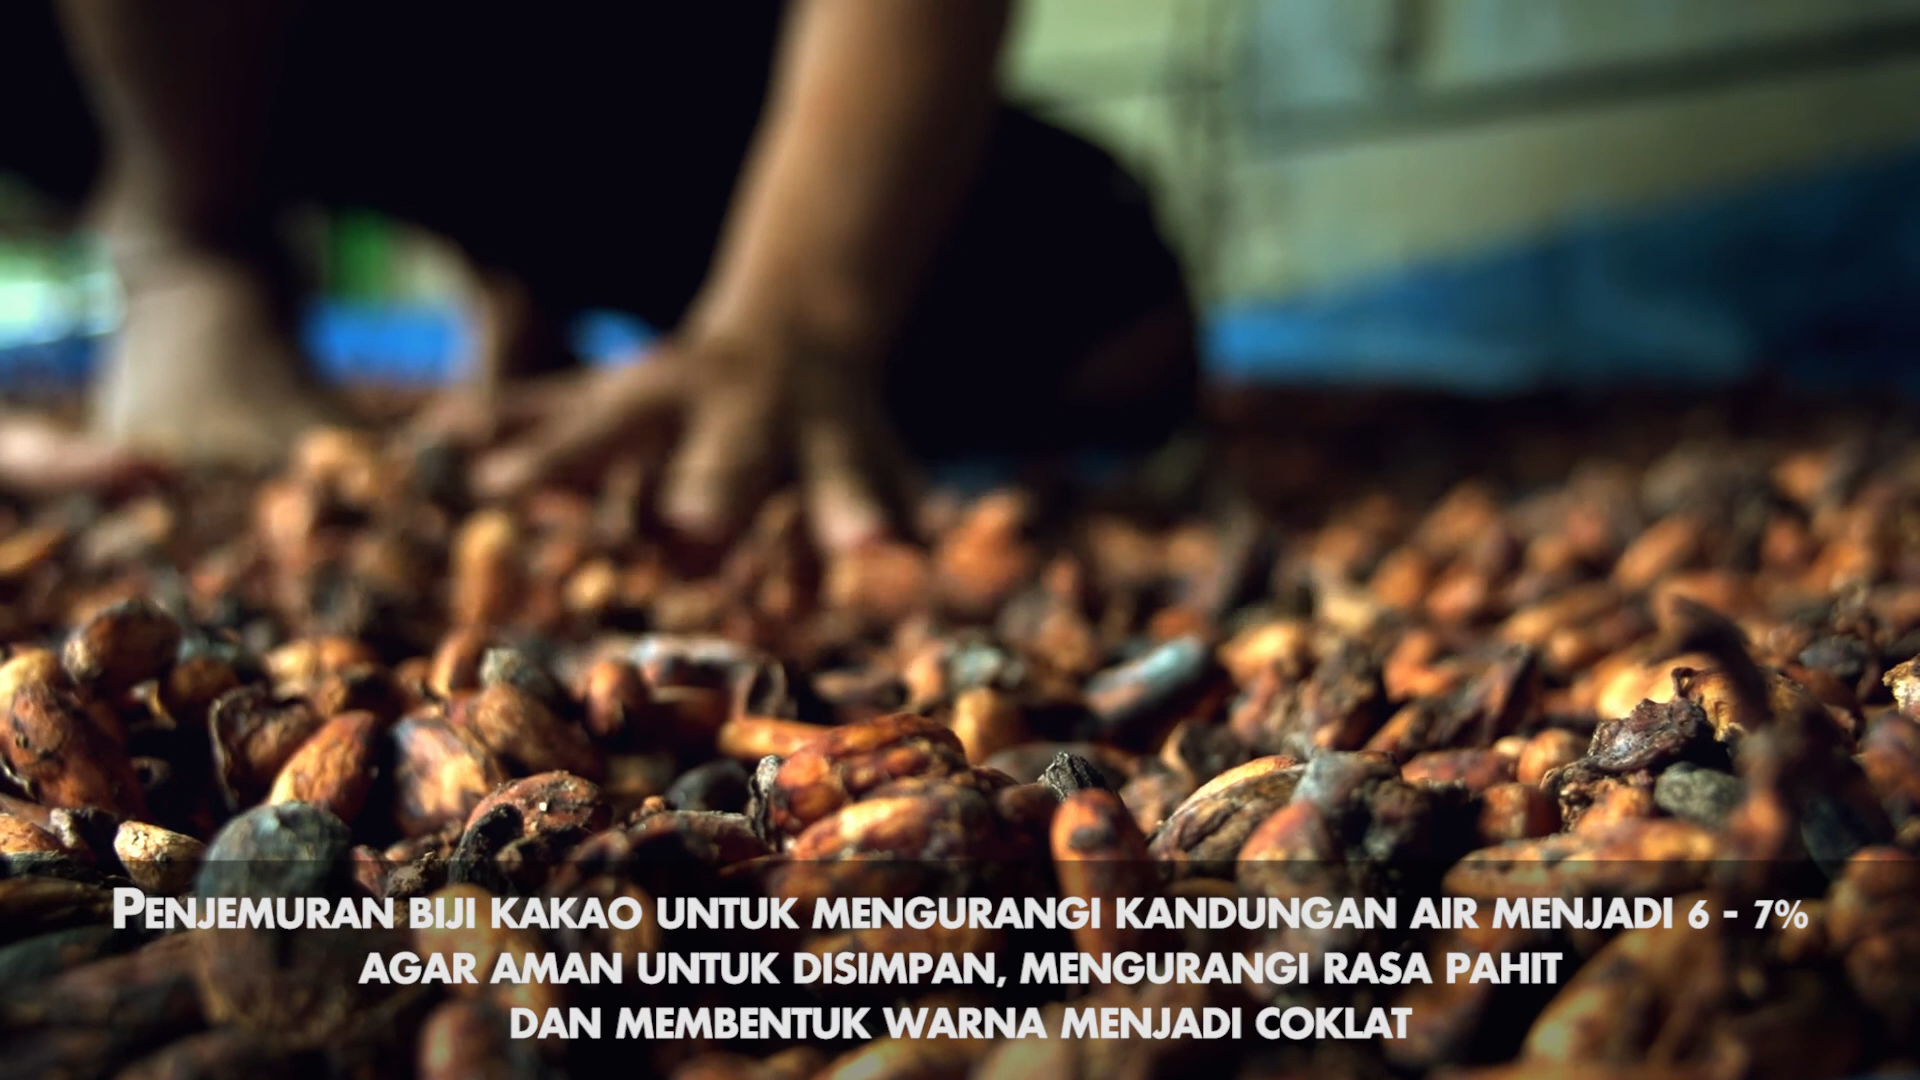 PENJEMURAN BIJI KAKAO UNTUK MENGURANGI KANDUNGAN AIR MENJADI 6 - 7%
AGAR AMAN UNTUK DISIMPAN, MENGURANGI RASA PAHIT
DAN MEMBENTUK WARNA MENJADI COKLAT